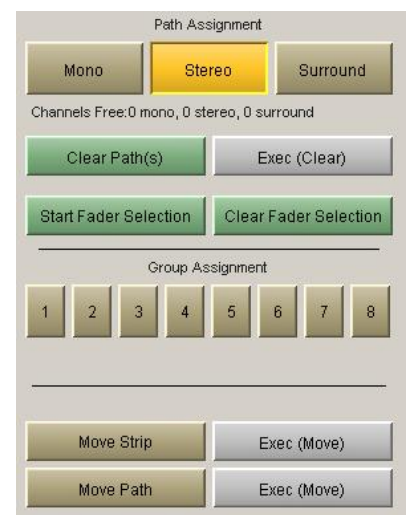 Path Assignment
Mono Stereo Surround
Channels Free:0 mono, 0 stereo, 0 surround
Clear Path(s) Exec (Clear)
Start Fader Selection Clear Fader Selection
Group Assignment
1 2 3 4 5 6 7 8
Move Strip Exec (Move)
Move Path Exec (Move)